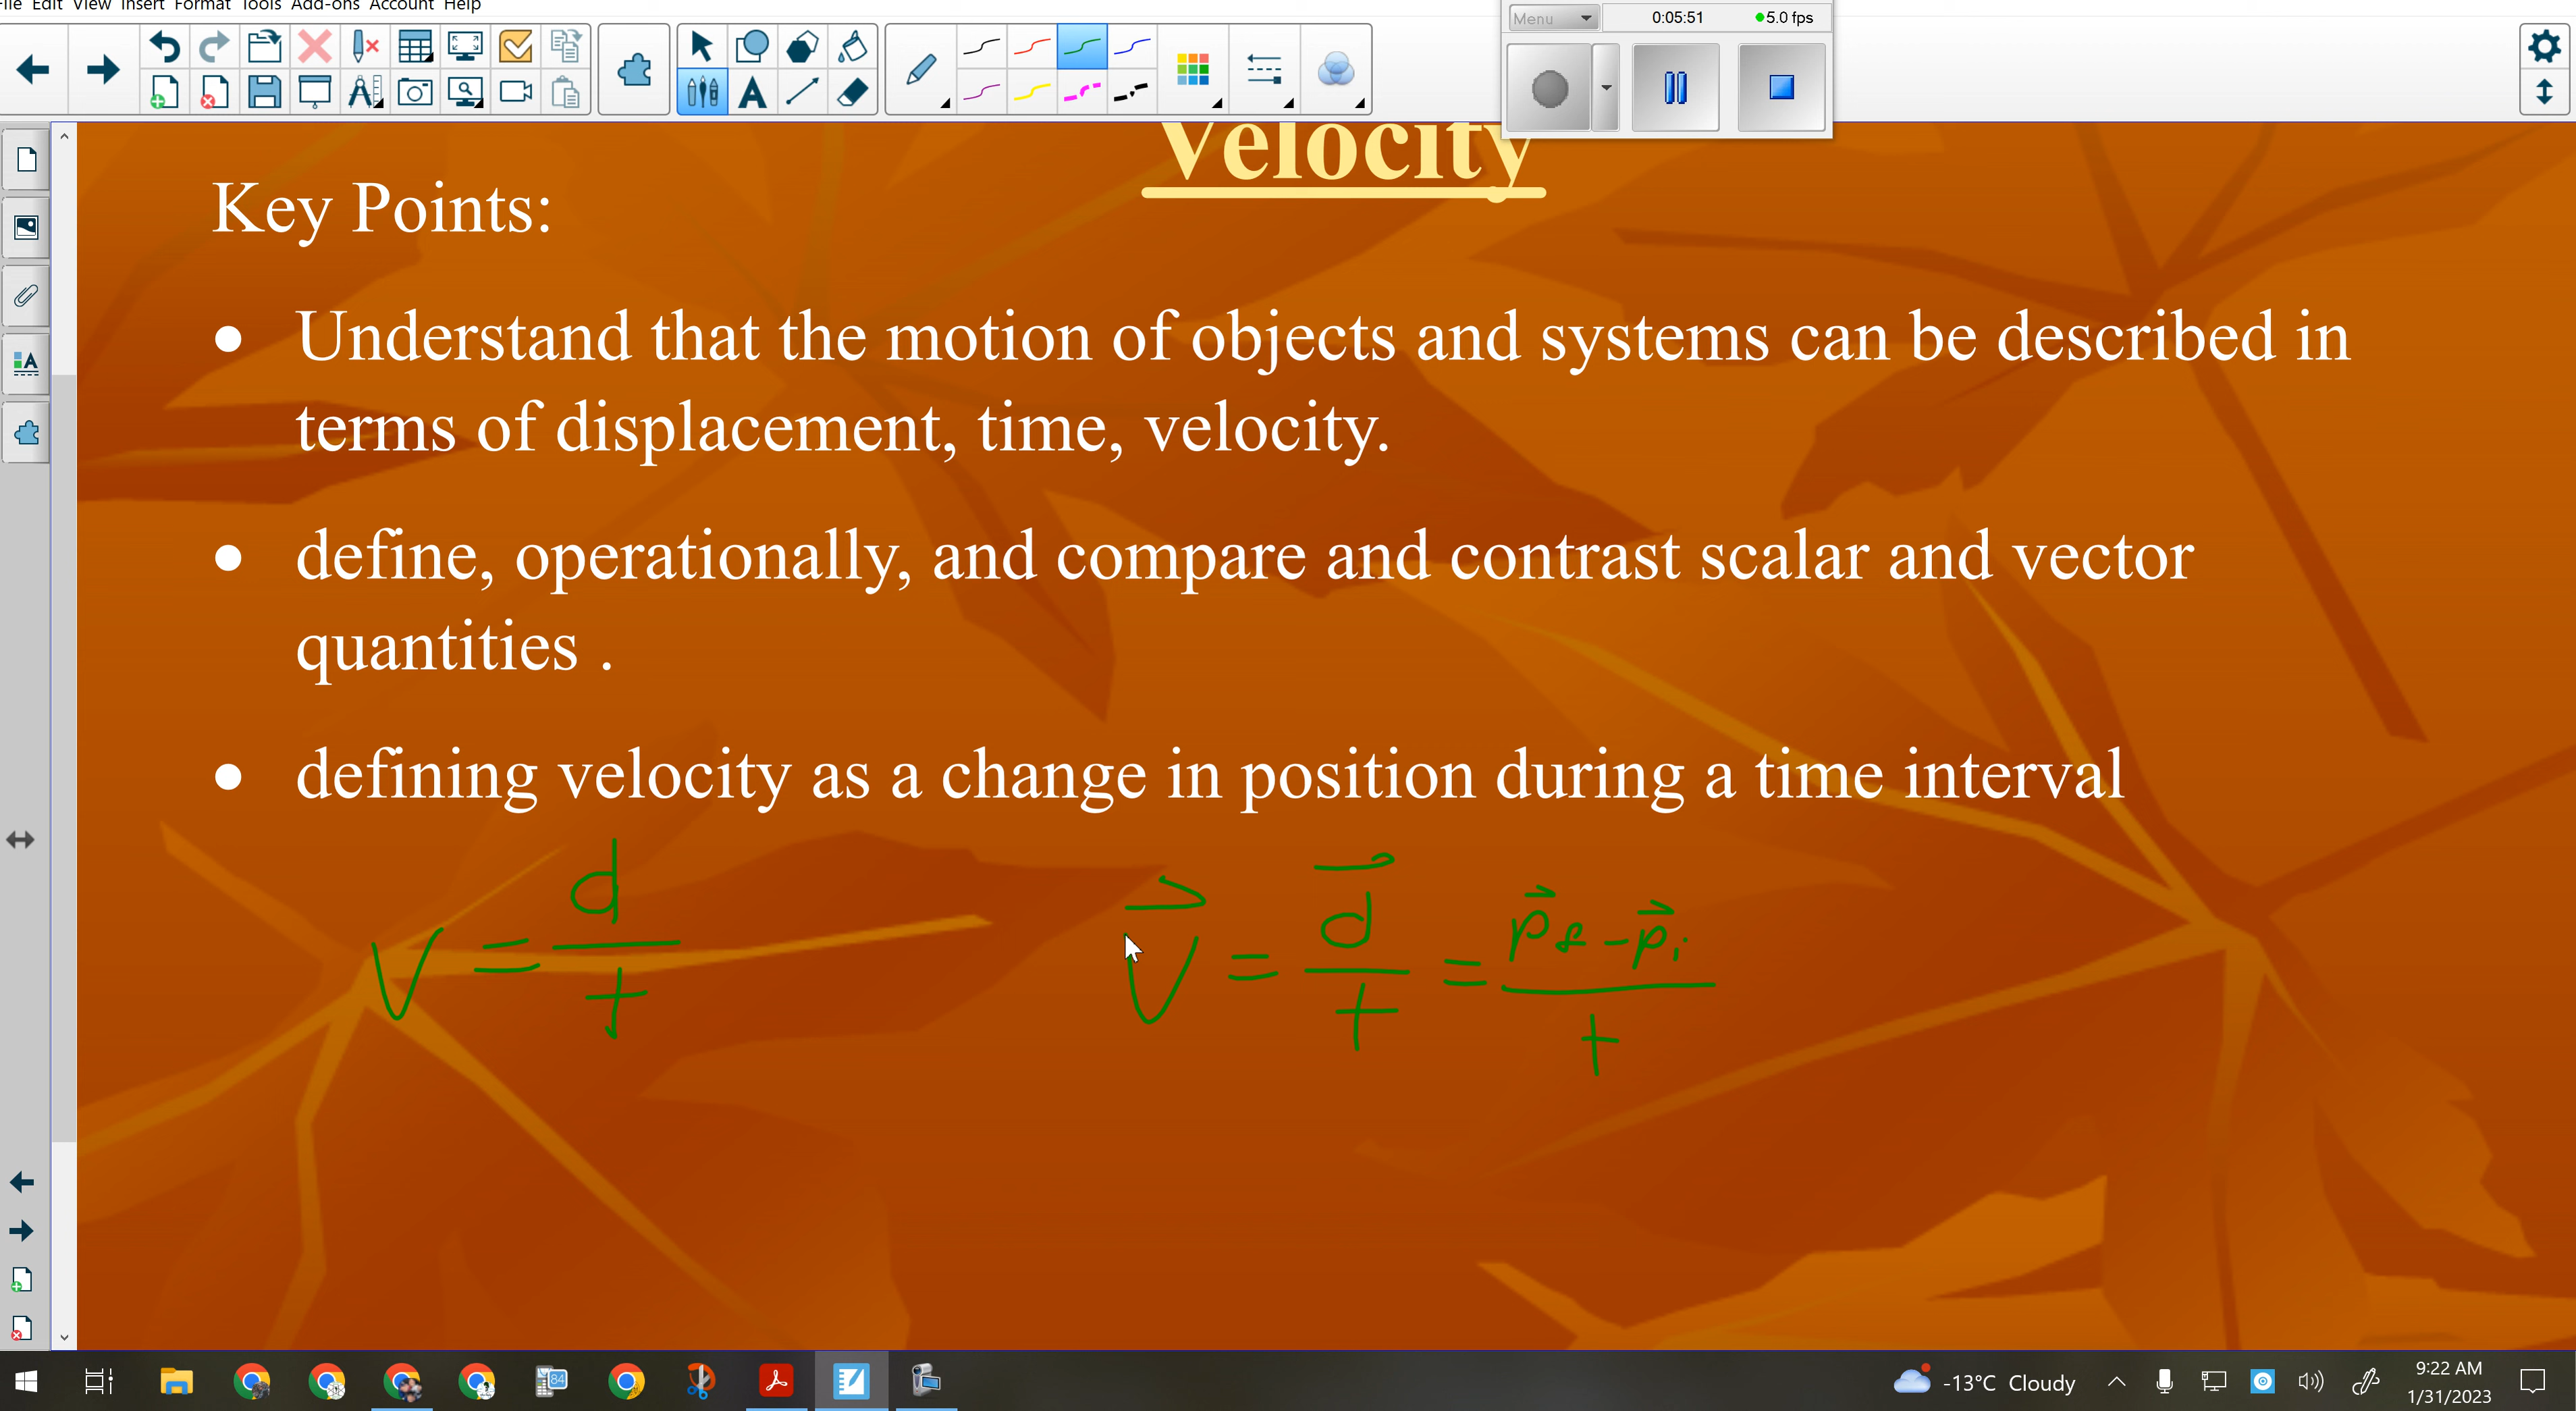 File Edit View Insert Format Tools Add-ons Account Help
Menu 0:05:51 5.0 fps
Velocity
Key Points:
● Understand that the motion of objects and systems can be described in
terms of displacement, time, velocity.
● define, operationally, and compare and contrast scalar and vector
quantities .
● defining velocity as a change in position during a time interval
v = d/t
v⃗ = d⃗/t = (p⃗f - p⃗i)/t
84
-13°C Cloudy
9:22 AM
1/31/2023